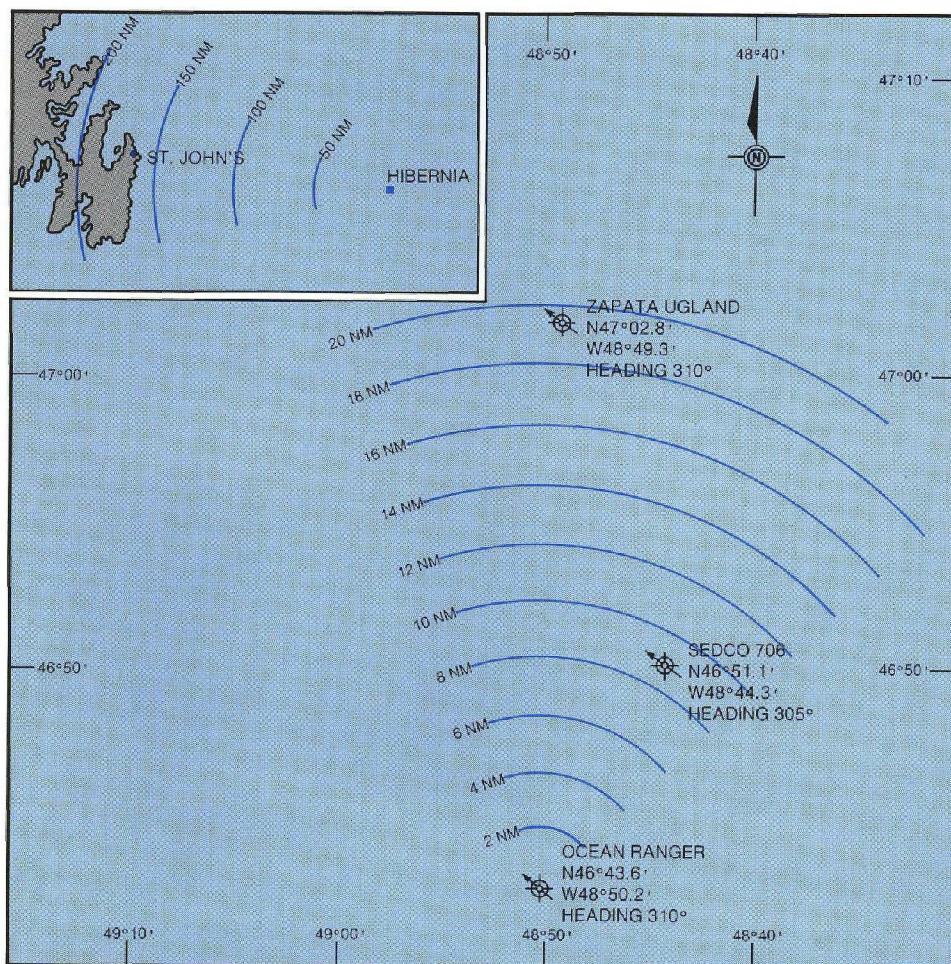 200 NM
150 NM
100 NM
50 NM
ST. JOHN'S
HIBERNIA
48°50'
48°40'
47°10'
N
ZAPATA UGLAND
N47°02.8'
W48°49.3'
HEADING 310°
20 NM
47°00'
47°00'
18 NM
16 NM
14 NM
12 NM
10 NM
SEDCO 706
N46°51.1'
W48°44.3'
HEADING 305°
46°50'
46°50'
8 NM
6 NM
4 NM
2 NM
OCEAN RANGER
N46°43.6'
W48°50.2'
HEADING 310°
49°10'
49°00'
48°50'
48°40'